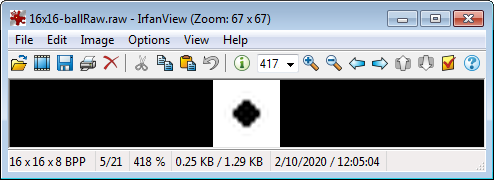 16x16-ballRaw.raw - IrfanView (Zoom: 67 x 67)
File Edit Image Options View Help
417
16 x 16 x 8 BPP 5/21 418 % 0.25 KB / 1.29 KB 2/10/2020 / 12:05:04